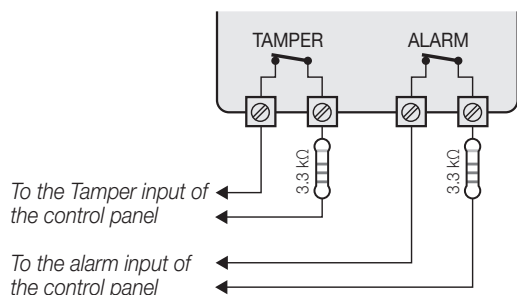 TAMPER
ALARM
3.3 kΩ
3.3 kΩ
To the Tamper input of
the control panel
To the alarm input of
the control panel